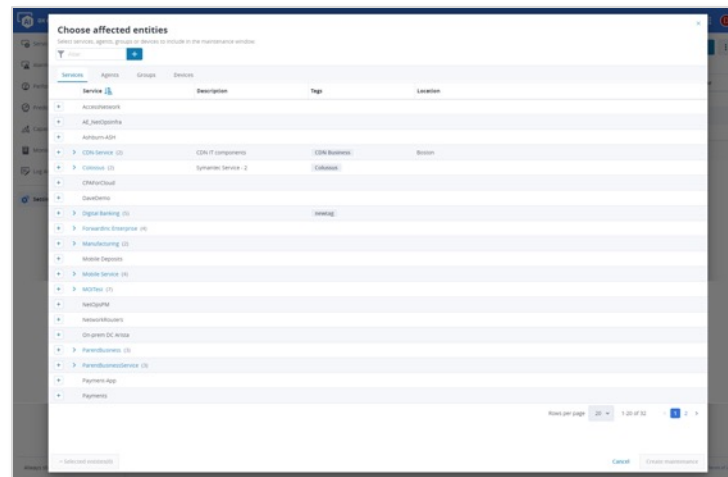 Choose affected entities
Select services, agents, groups or devices to include in the maintenance window.
Filter
+
Services Agents Groups Devices
Service Description Tags Location
+ AccessNetwork
+ AE_NetOpsInfra
+ Ashburn ASH
+ > CDN-Service (2) CDN IT components CDN Business Boston
+ > Colossus (2) Symantec Service - 2 Colossus
+ CPAforCloud
+ DaveDemo
+ > Digital Banking (6)
+ > ForwardInc Enterprise (4)
+ > Manufacturing (2)
+ Mobile Deposits
+ > Mobile Service (4)
+ > MOITest (7)
+ NetOpsPM
+ NetworkRouters
+ On-prem DC Arista
+ > ParentBusiness (3)
+ > ParentBusinessService (3)
+ Payment App
+ Payments
Rows per page 20 1-20 of 32 < 1 2 >
Cancel Create maintenance